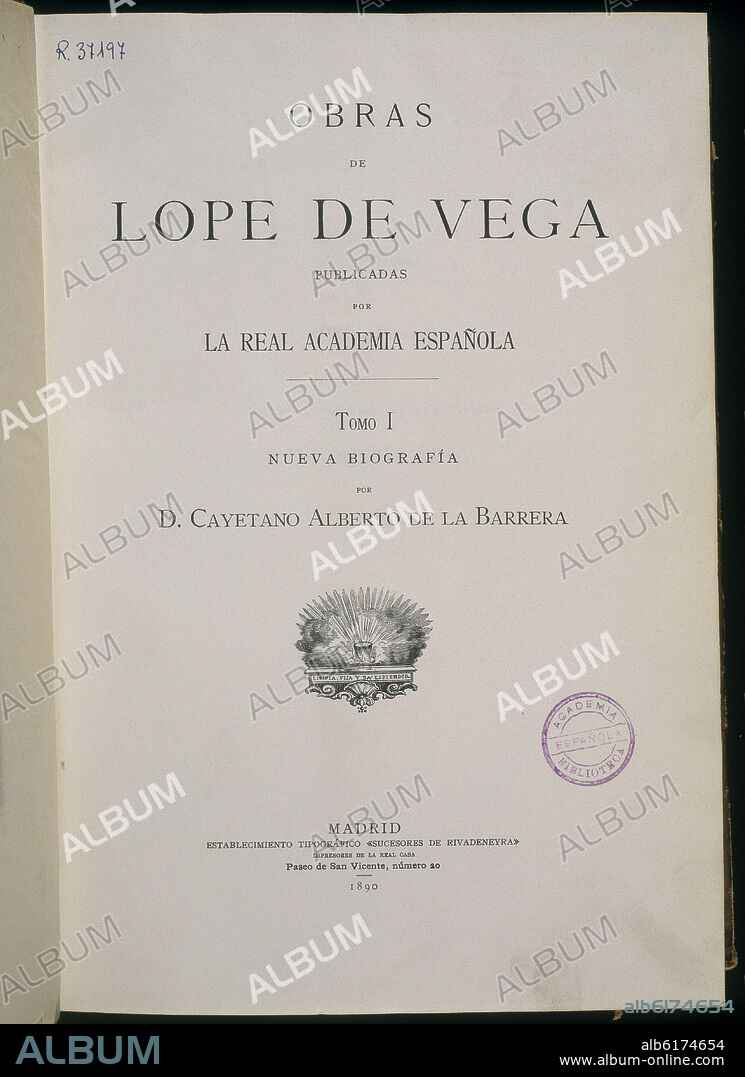 R. 37197
OBRAS
DE
LOPE DE VEGA
PUBLICADAS
POR
LA REAL ACADEMIA ESPAÑOLA
TOMO I
NUEVA BIOGRAFÍA
POR
D. CAYETANO ALBERTO DE LA BARRERA
LIMPIA, FIJA Y DA ESPLENDOR
ACADEMIA
ESPAÑOLA
BIBLIOTECA
MADRID
ESTABLECIMIENTO TIPOGRÁFICO «SUCESORES DE RIVADENEYRA»
IMPRESORES DE LA REAL CASA
Paseo de San Vicente, número 20
1890
ALBUM
alb6174654
ALBUM
alb6174654
www.album-online.com